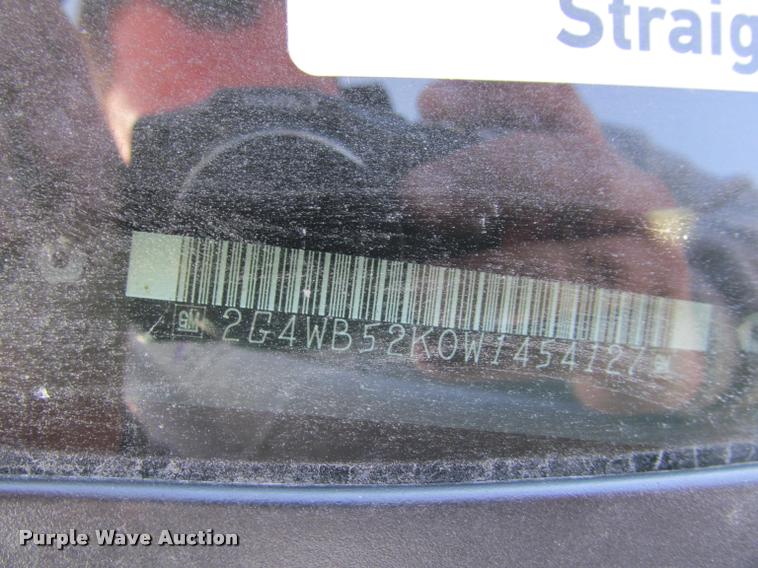 Straig
GM 2G4WB52K0W1454127 GM
Purple Wave Auction